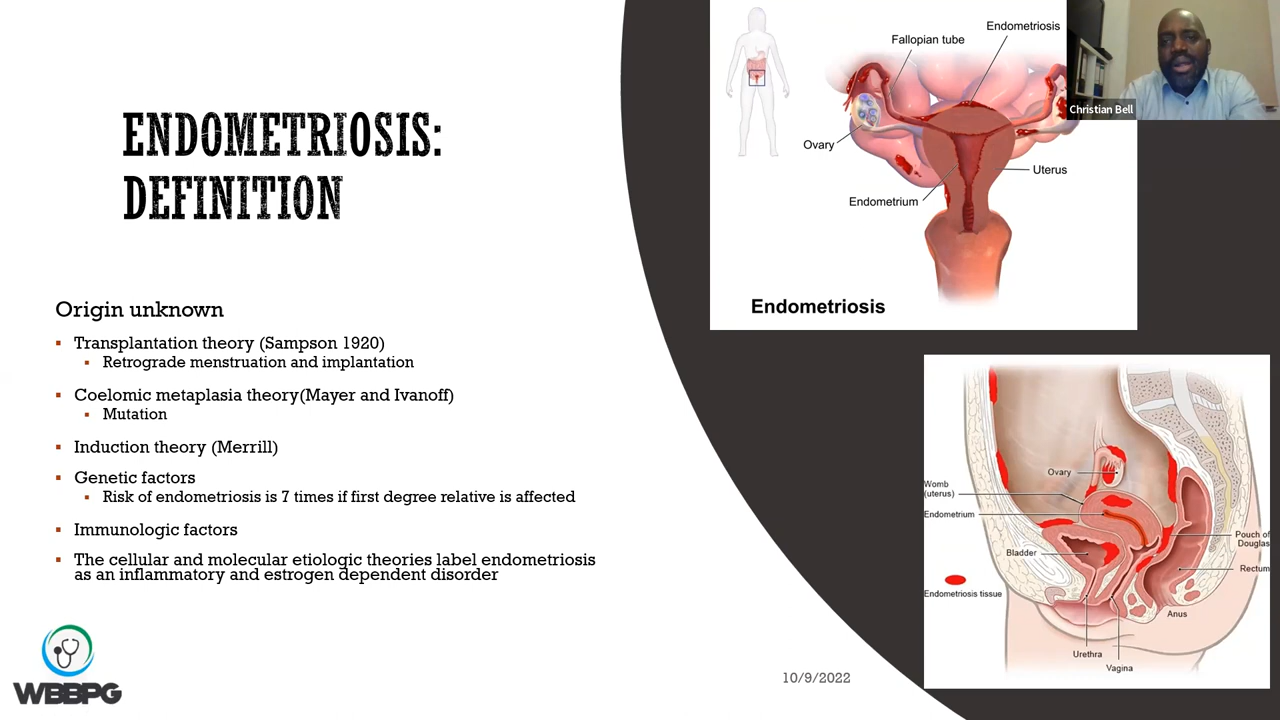 ENDOMETRIOSIS:
DEFINITION
Origin unknown
Transplantation theory (Sampson 1920)
Retrograde menstruation and implantation
Coelomic metaplasia theory(Mayer and Ivanoff)
Mutation
Induction theory (Merrill)
Genetic factors
Risk of endometriosis is 7 times if first degree relative is affected
Immunologic factors
The cellular and molecular etiologic theories label endometriosis
as an inflammatory and estrogen dependent disorder
WBBPG
10/9/2022
Endometriosis
Fallopian tube
Ovary
Uterus
Endometrium
Endometriosis
Christian Bell
Ovary
Womb
(uterus)
Endometrium
Bladder
Pouch of
Douglas
Rectum
Endometriosis tissue
Anus
Urethra
Vagina